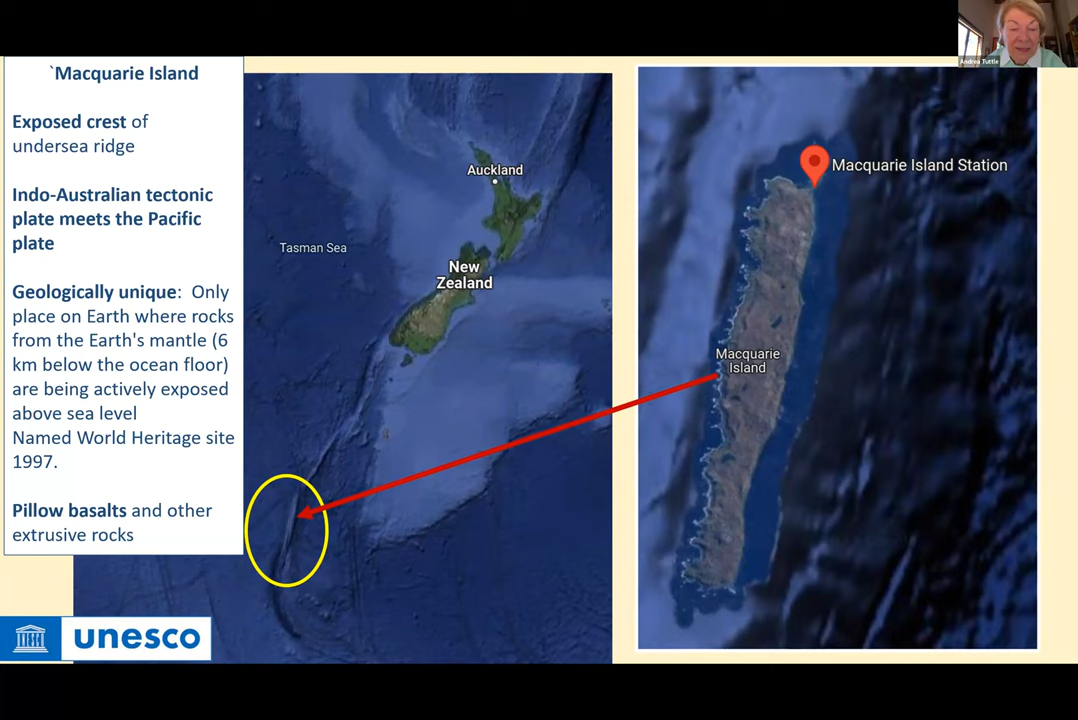 `Macquarie Island
Exposed crest of
undersea ridge
Indo-Australian tectonic
plate meets the Pacific
plate
Geologically unique:  Only
place on Earth where rocks
from the Earth's mantle (6
km below the ocean floor)
are being actively exposed
above sea level
Named World Heritage site
1997.
Pillow basalts and other
extrusive rocks
unesco
Auckland
Tasman Sea
New
Zealand
Macquarie Island Station
Macquarie
Island
Andrea Tuttle